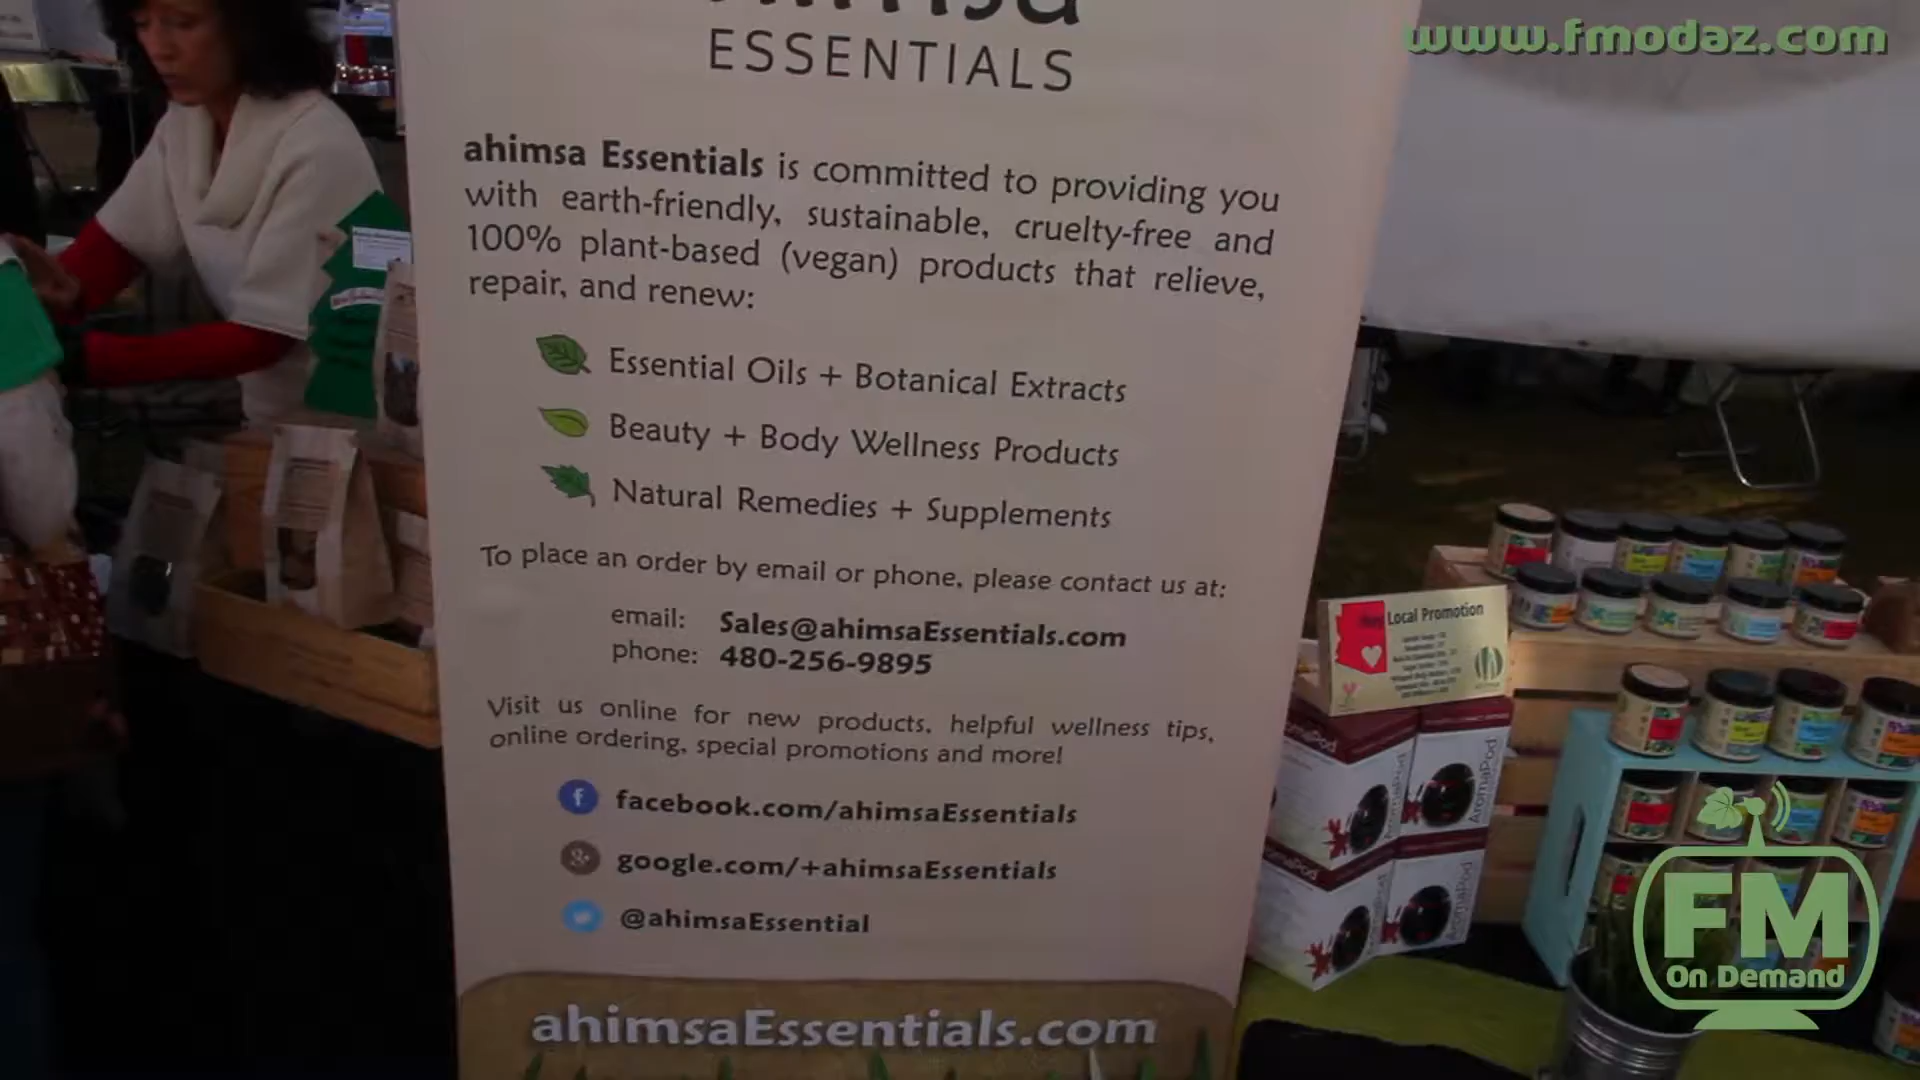 www.fmodaz.com
ESSENTIALS
ahimsa Essentials is committed to providing you
with earth-friendly, sustainable, cruelty-free and
100% plant-based (vegan) products that relieve,
repair, and renew:
Essential Oils + Botanical Extracts
Beauty + Body Wellness Products
Natural Remedies + Supplements
To place an order by email or phone, please contact us at:
email: Sales@ahimsaEssentials.com
phone: 480-256-9895
Visit us online for new products, helpful wellness tips,
online ordering, special promotions and more!
facebook.com/ahimsaEssentials
google.com/+ahimsaEssentials
@ahimsaEssential
ahimsaEssentials.com
Local Promotion
AromaPod
AromaPod
FM
On Demand